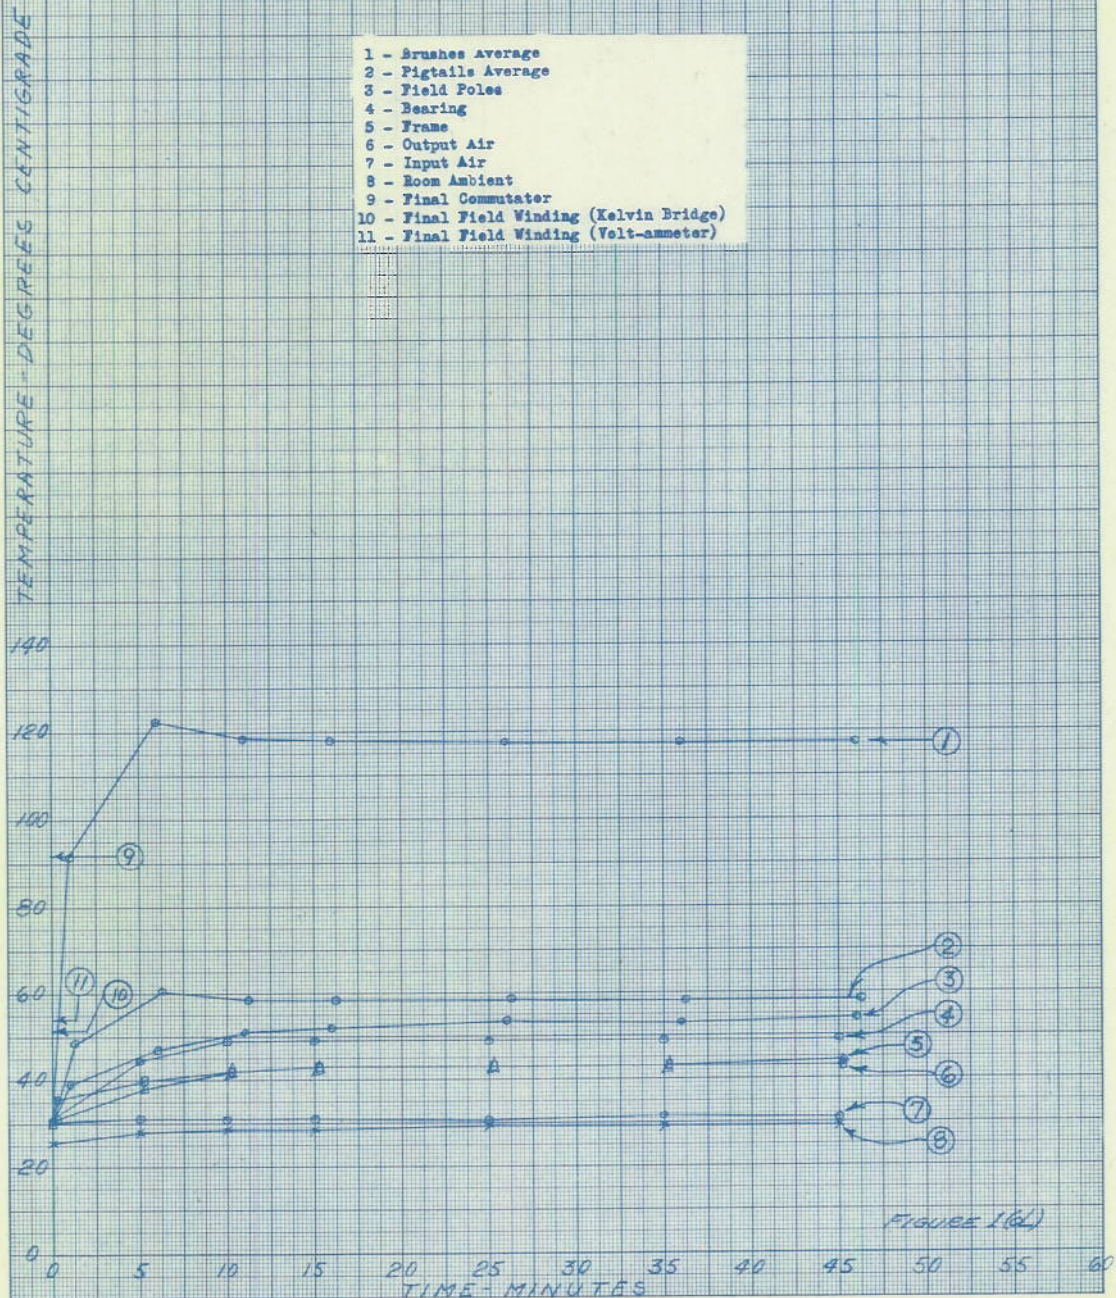 TEMPERATURE - DEGREES CENTIGRADE
1 - Brushes Average
2 - Pigtails Average
3 - Field Poles
4 - Bearing
5 - Frame
6 - Output Air
7 - Input Air
8 - Room Ambient
9 - Final Commutator
10 - Final Field Winding (Kelvin Bridge)
11 - Final Field Winding (Volt-ammeter)
140
120
1
100
9
80
2
60
11
10
3
4
5
40
6
7
8
20
FIGURE 1(d)
0
0 5 10 15 20 25 30 35 40 45 50 55 60
TIME - MINUTES